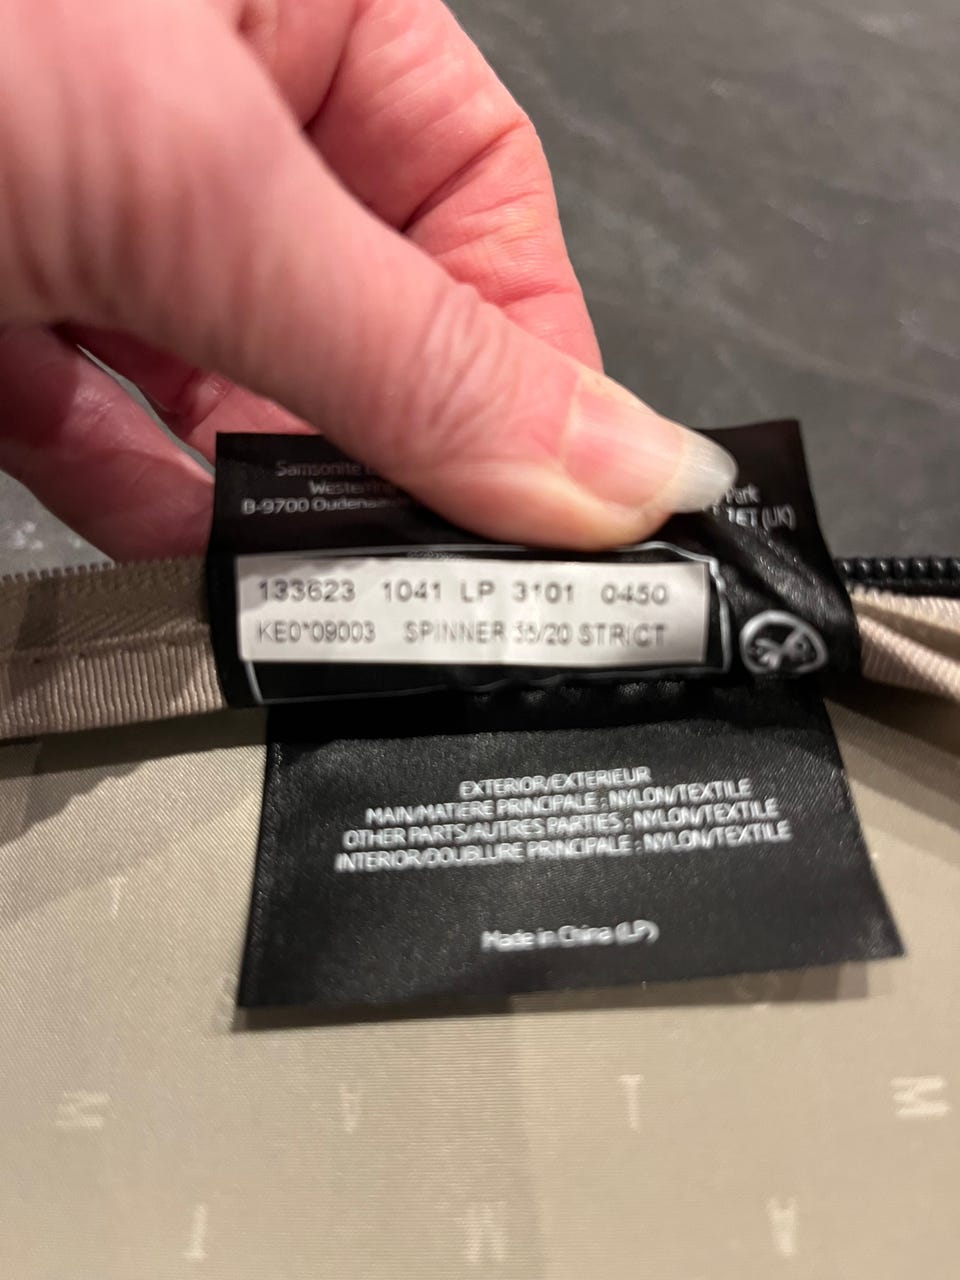 Samsonite
B-9700
Park
1ET (UK)
133623 1041 LP 3101 0450
KE0*09003 SPINNER 55/20 STRICT
EXTERIOR/EXTERIEUR
MAIN/MATIERE PRINCIPALE : NYLON/TEXTILE
OTHER PARTS/AUTRES PARTIES : NYLON/TEXTILE
INTERIOR/DOUBLURE PRINCIPALE : NYLON/TEXTILE
Made in China (LP)
M A T M
T M A